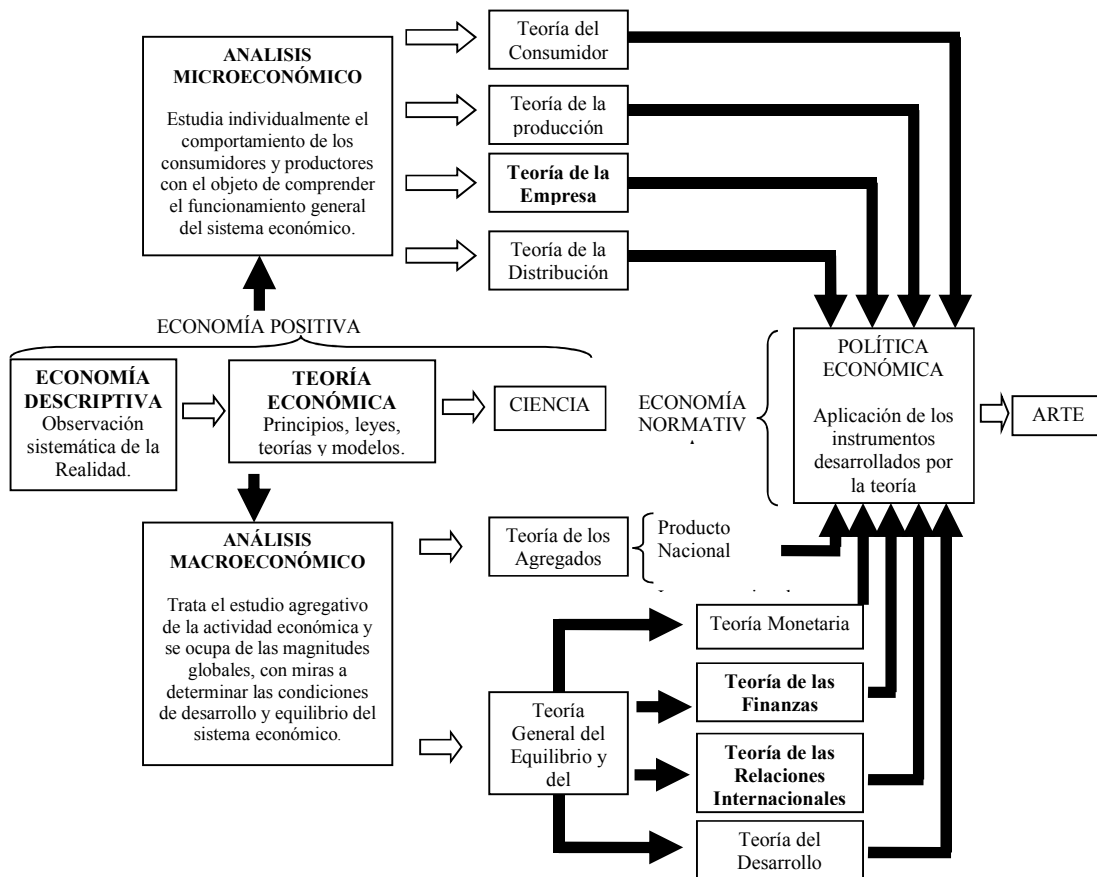 ANALISIS
MICROECONÓMICO
Estudia individualmente el
comportamiento de los
consumidores y productores
con el objeto de comprender
el funcionamiento general
del sistema económico.
Teoría del
Consumidor
Teoría de la
producción
Teoría de la
Empresa
Teoría de la
Distribución
ECONOMÍA POSITIVA
ECONOMÍA
DESCRIPTIVA
Observación
sistemática de la
Realidad.
TEORÍA
ECONÓMICA
Principios, leyes,
teorías y modelos.
CIENCIA
ECONOMÍA
NORMATIV
POLÍTICA
ECONÓMICA
Aplicación de los
instrumentos
desarrollados por
la teoría
ARTE
ANÁLISIS
MACROECONÓMICO
Trata el estudio agregativo
de la actividad económica y
se ocupa de las magnitudes
globales, con miras a
determinar las condiciones
de desarrollo y equilibrio del
sistema económico.
Teoría de los
Agregados
Producto
Nacional
Teoría
General del
Equilibrio y
del
Teoría Monetaria
Teoría de las
Finanzas
Teoría de las
Relaciones
Internacionales
Teoría del
Desarrollo